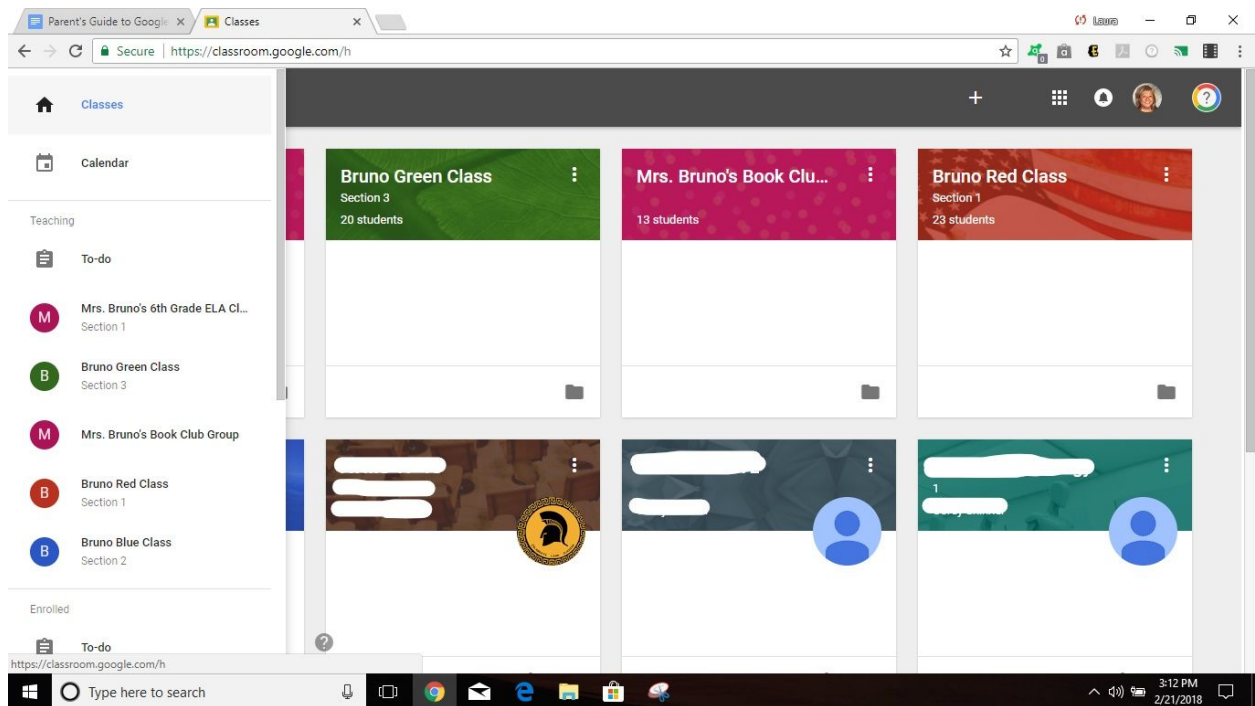 Parent's Guide to Google
Classes
Laura
Secure | https://classroom.google.com/h
0
Classes
Calendar
Teaching
To-do
Mrs. Bruno's 6th Grade ELA Cl...
Section 1
Bruno Green Class
Section 3
Mrs. Bruno's Book Club Group
Bruno Red Class
Section 1
Bruno Blue Class
Section 2
Enrolled
To-do
https://classroom.google.com/h
M
B
M
B
B
Bruno Green Class
Section 3
20 students
Mrs. Bruno's Book Clu...
13 students
Bruno Red Class
Section 1
23 students
1
Type here to search
3:12 PM
2/21/2018